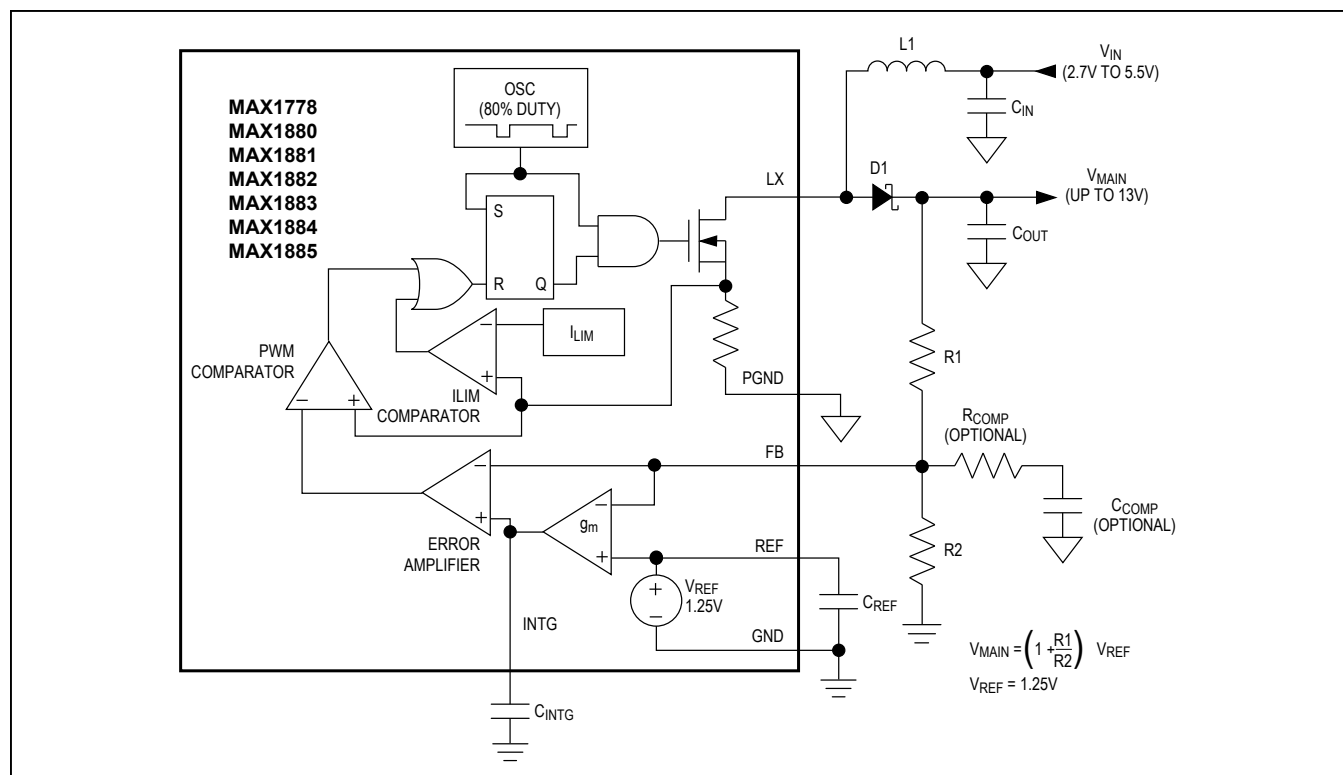 MAX1778
MAX1880
MAX1881
MAX1882
MAX1883
MAX1884
MAX1885
OSC
(80% DUTY)
S
R
Q
LX
L1
VIN
(2.7V TO 5.5V)
CIN
D1
VMAIN
(UP TO 13V)
COUT
PWM
COMPARATOR
−
+
−
+
ILIM
ILIM
COMPARATOR
PGND
R1
RCOMP
(OPTIONAL)
CCOMP
(OPTIONAL)
FB
−
+
ERROR
AMPLIFIER
gm
−
+
REF
R2
+
−
VREF
1.25V
CREF
GND
INTG
CINTG
VMAIN = (1 + R1/R2) VREF
VREF = 1.25V